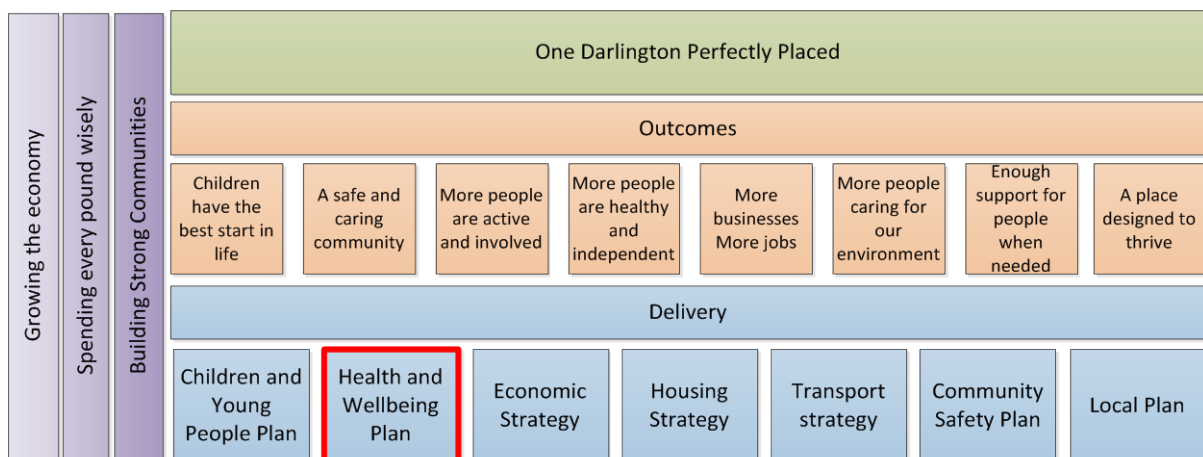 Growing the economy
Spending every pound wisely
Building Strong Communities
One Darlington Perfectly Placed
Outcomes
Children
have the
best start in
life
A safe and
caring
community
More people
are active
and involved
More people
are healthy
and
independent
More
businesses
More jobs
More people
caring for
our
environment
Enough
support for
people
when
needed
A place
designed to
thrive
Delivery
Children and
Young
People Plan
Health and
Wellbeing
Plan
Economic
Strategy
Housing
Strategy
Transport
strategy
Community
Safety Plan
Local Plan